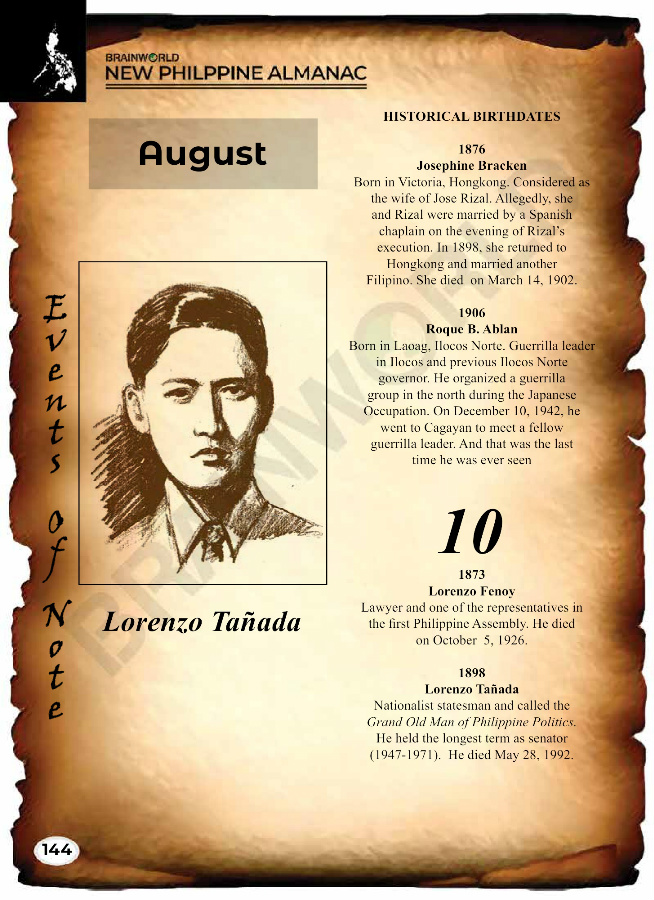 BRAINWORLD
NEW PHILPPINE ALMANAC
August
Events of Note
Lorenzo Tañada
HISTORICAL BIRTHDATES
1876
Josephine Bracken
Born in Victoria, Hongkong. Considered as
the wife of Jose Rizal. Allegedly, she
and Rizal were married by a Spanish
chaplain on the evening of Rizal’s
execution. In 1898, she returned to
Hongkong and married another
Filipino. She died on March 14, 1902.
1906
Roque B. Ablan
Born in Laoag, Ilocos Norte. Guerrilla leader
in Ilocos and previous Ilocos Norte
governor. He organized a guerrilla
group in the north during the Japanese
Occupation. On December 10, 1942, he
went to Cagayan to meet a fellow
guerrilla leader. And that was the last
time he was ever seen
10
1873
Lorenzo Fenoy
Lawyer and one of the representatives in
the first Philippine Assembly. He died
on October 5, 1926.
1898
Lorenzo Tañada
Nationalist statesman and called the
Grand Old Man of Philippine Politics.
He held the longest term as senator
(1947-1971). He died May 28, 1992.
144
BRAINWORLD